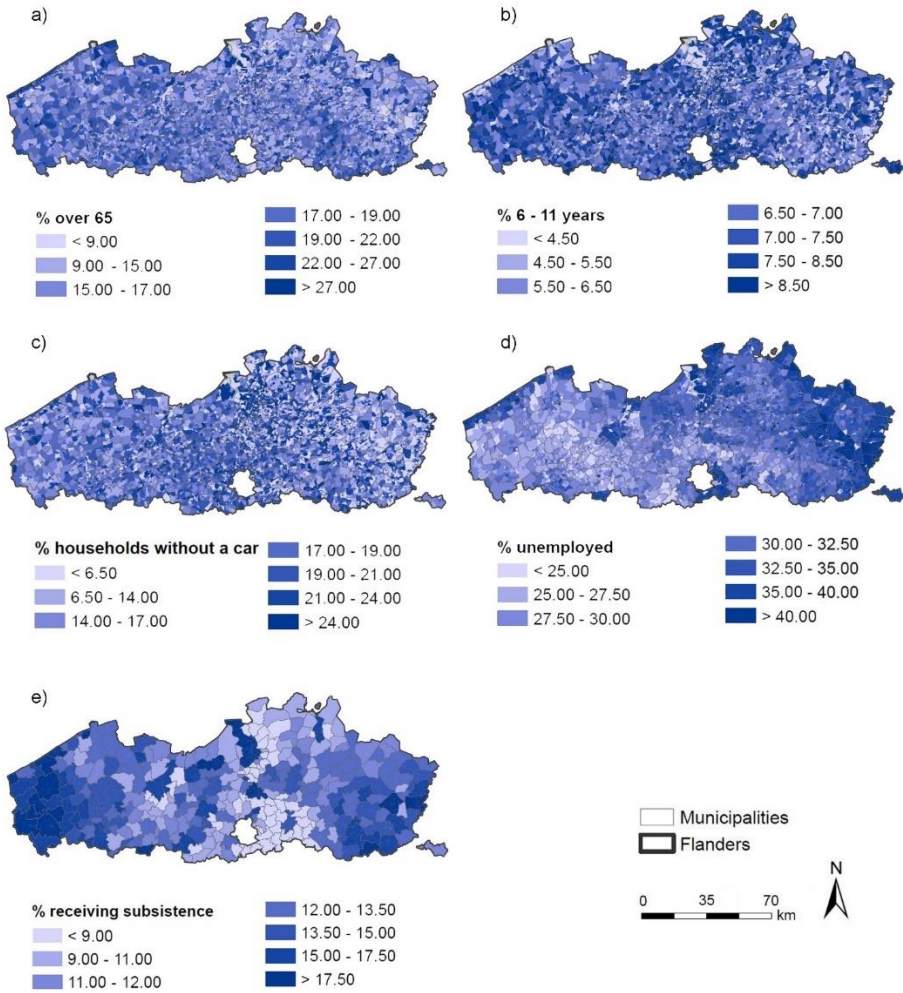 a)
b)
% over 65
< 9.00
9.00 - 15.00
15.00 - 17.00
17.00 - 19.00
19.00 - 22.00
22.00 - 27.00
> 27.00
% 6 - 11 years
< 4.50
4.50 - 5.50
5.50 - 6.50
6.50 - 7.00
7.00 - 7.50
7.50 - 8.50
> 8.50
c)
d)
% households without a car
< 6.50
6.50 - 14.00
14.00 - 17.00
17.00 - 19.00
19.00 - 21.00
21.00 - 24.00
> 24.00
% unemployed
< 25.00
25.00 - 27.50
27.50 - 30.00
30.00 - 32.50
32.50 - 35.00
35.00 - 40.00
> 40.00
e)
% receiving subsistence
< 9.00
9.00 - 11.00
11.00 - 12.00
12.00 - 13.50
13.50 - 15.00
15.00 - 17.50
> 17.50
Municipalities
Flanders
N
0 35 70
km